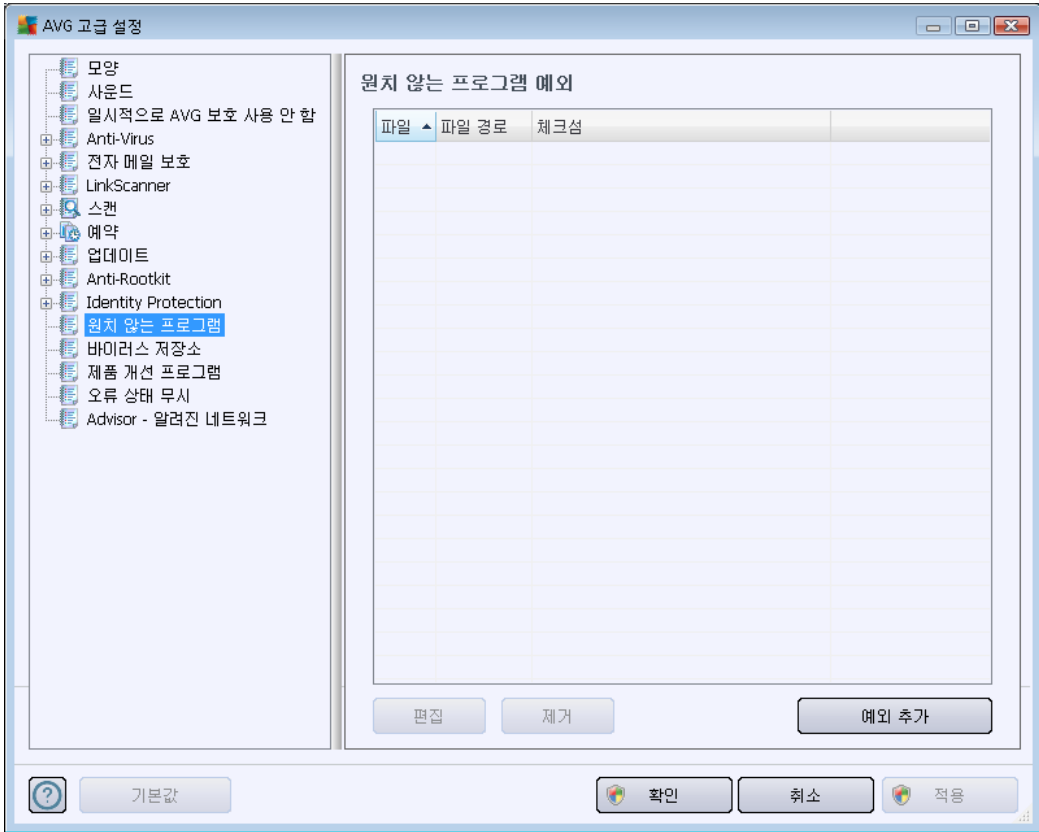 AVG 고급 설정
모양
사운드
일시적으로 AVG 보호 사용 안 함
Anti-Virus
전자 메일 보호
LinkScanner
스캔
예약
업데이트
Anti-Rootkit
Identity Protection
원치 않는 프로그램
바이러스 저장소
제품 개선 프로그램
오류 상태 무시
Advisor - 알려진 네트워크
원치 않는 프로그램 예외
파일 파일 경로 체크섬
편집 제거 예외 추가
기본값 확인 취소 적용